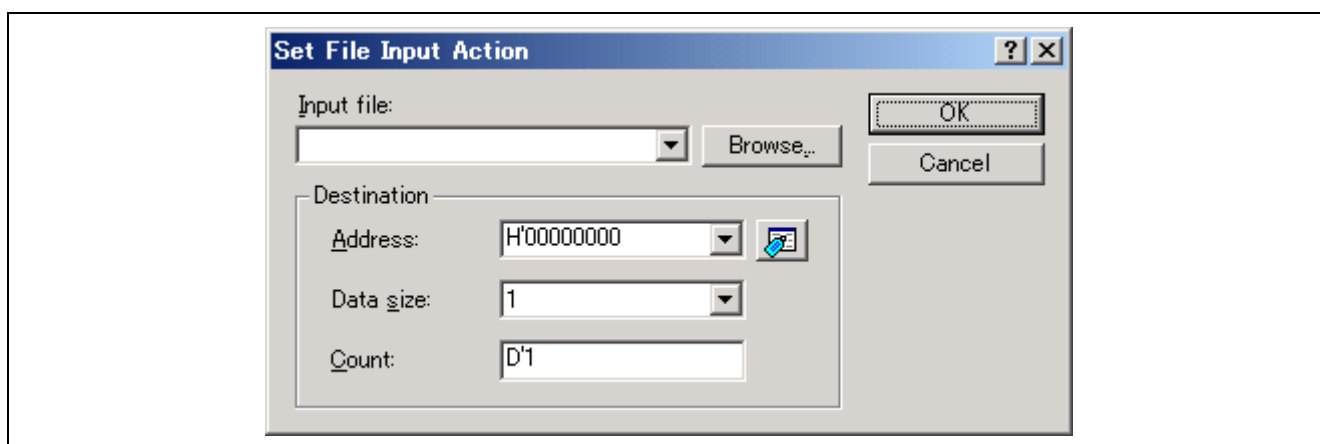 Set File Input Action
Input file:
Browse...
OK
Cancel
Destination
Address: H'00000000
Data size: 1
Count: D'1